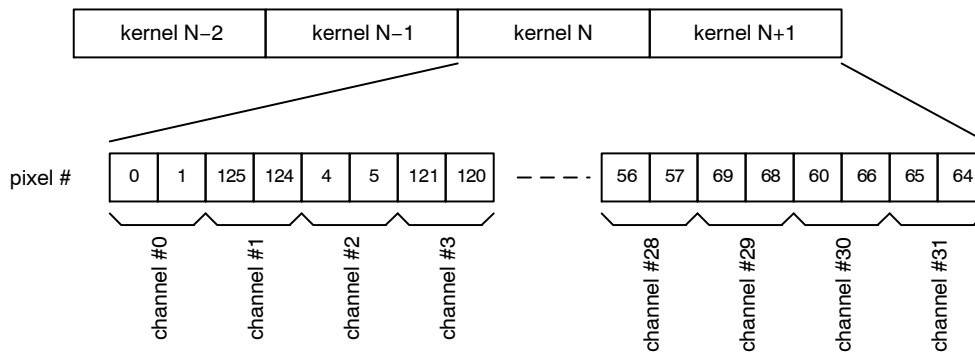 kernel N−2 kernel N−1 kernel N kernel N+1
pixel # 0 1 125 124 4 5 121 120 56 57 69 68 60 66 65 64
channel #0 channel #1 channel #2 channel #3 channel #28 channel #29 channel #30 channel #31